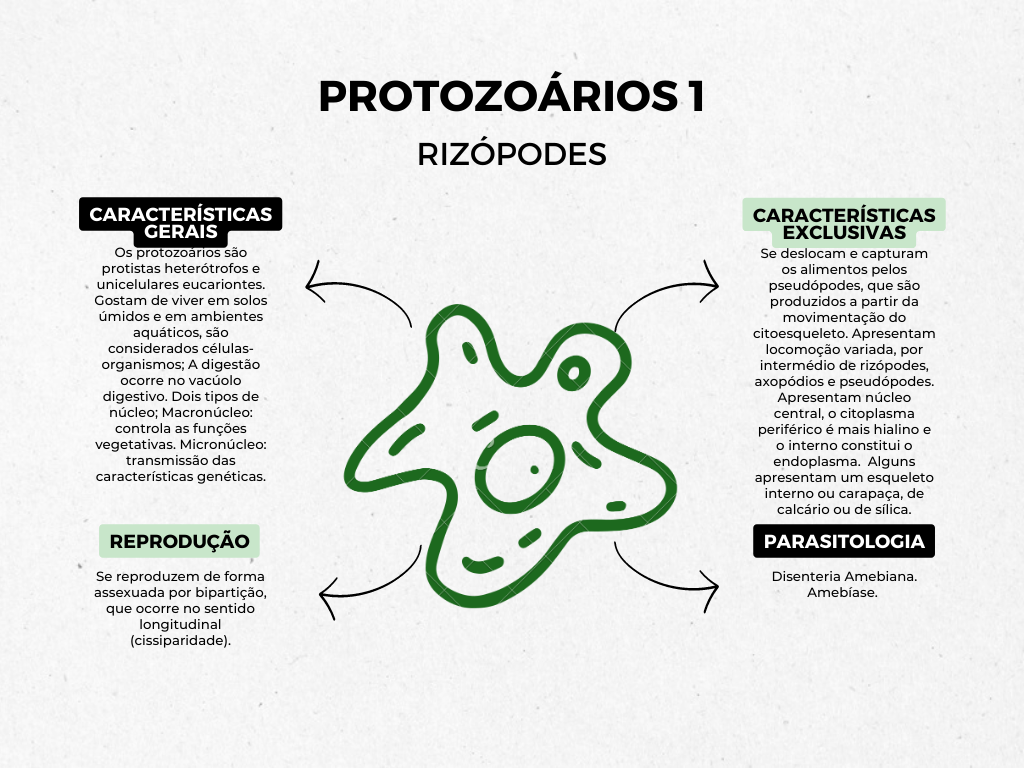 PROTOZOÁRIOS 1
RIZÓPODES
CARACTERÍSTICAS
GERAIS
Os protozoários são
protistas heterótrofos e
unicelulares eucariontes.
Gostam de viver em solos
úmidos e em ambientes
aquáticos, são
considerados células-
organismos; A digestão
ocorre no vacúolo
digestivo. Dois tipos de
núcleo; Macronúcleo:
controla as funções
vegetativas. Micronúcleo:
transmissão das
características genéticas.
CARACTERÍSTICAS
EXCLUSIVAS
Se deslocam e capturam
os alimentos pelos
pseudópodes, que são
produzidos a partir da
movimentação do
citoesqueleto. Apresentam
locomoção variada, por
intermédio de rizópodes,
axopódios e pseudópodes.
Apresentam núcleo
central, o citoplasma
periférico é mais hialino e
o interno constitui o
endoplasma. Alguns
apresentam um esqueleto
interno ou carapaça, de
calcário ou de sílica.
REPRODUÇÃO
Se reproduzem de forma
assexuada por bipartição,
que ocorre no sentido
longitudinal
(cissiparidade).
PARASITOLOGIA
Disenteria Amebiana.
Amebíase.